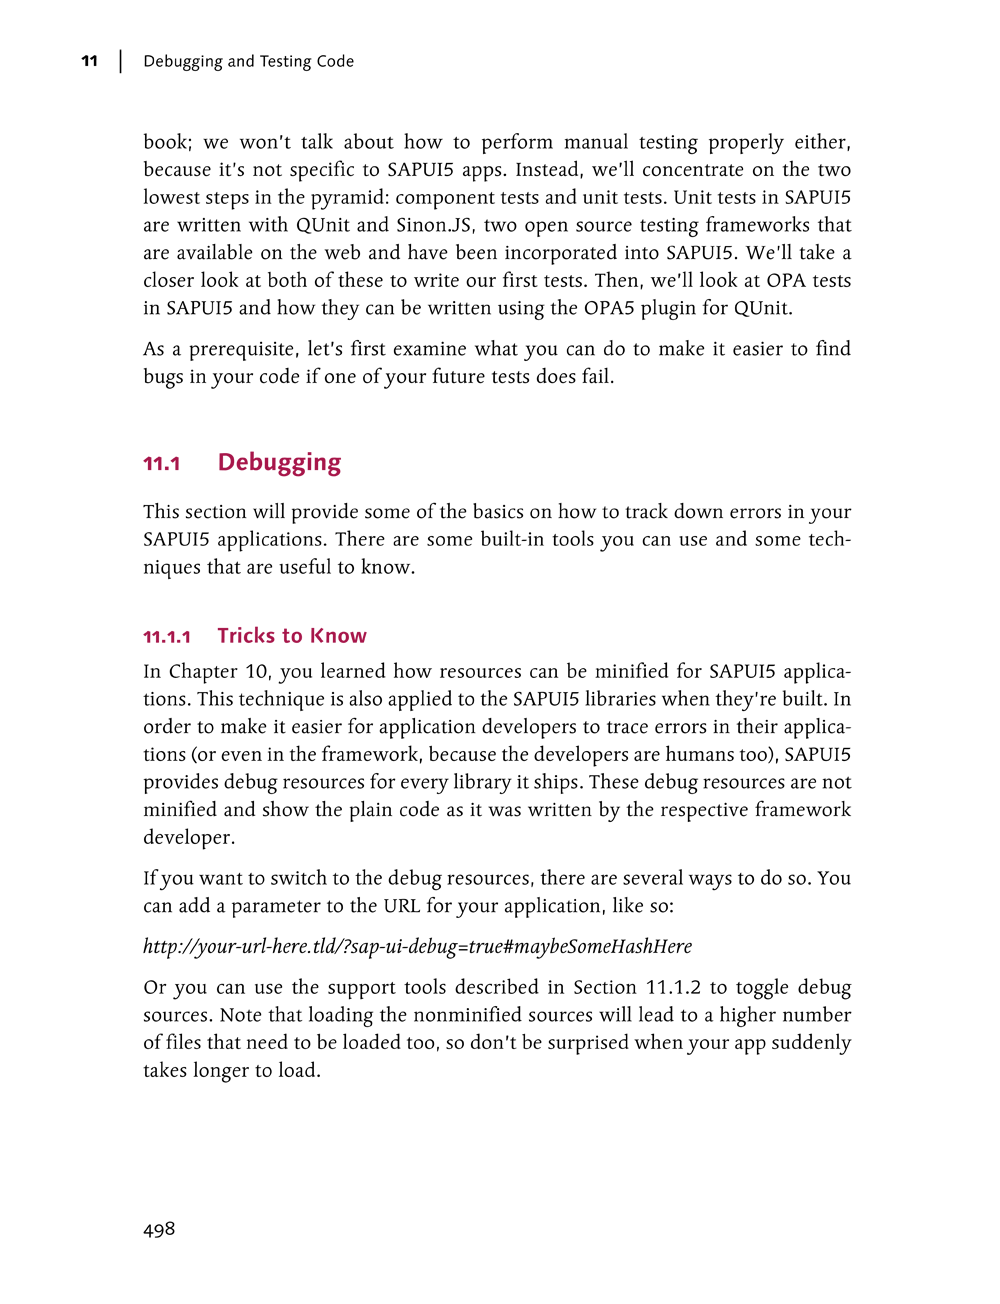 11 | Debugging and Testing Code
book; we won't talk about how to perform manual testing properly either,
because it's not specific to SAPUI5 apps. Instead, we'll concentrate on the two
lowest steps in the pyramid: component tests and unit tests. Unit tests in SAPUI5
are written with QUnit and Sinon.JS, two open source testing frameworks that
are available on the web and have been incorporated into SAPUI5. We'll take a
closer look at both of these to write our first tests. Then, we'll look at OPA tests
in SAPUI5 and how they can be written using the OPA5 plugin for QUnit.
As a prerequisite, let's first examine what you can do to make it easier to find
bugs in your code if one of your future tests does fail.
11.1 Debugging
This section will provide some of the basics on how to track down errors in your
SAPUI5 applications. There are some built-in tools you can use and some tech-
niques that are useful to know.
11.1.1 Tricks to Know
In Chapter 10, you learned how resources can be minified for SAPUI5 applica-
tions. This technique is also applied to the SAPUI5 libraries when they're built. In
order to make it easier for application developers to trace errors in their applica-
tions (or even in the framework, because the developers are humans too), SAPUI5
provides debug resources for every library it ships. These debug resources are not
minified and show the plain code as it was written by the respective framework
developer.
If you want to switch to the debug resources, there are several ways to do so. You
can add a parameter to the URL for your application, like so:
http://your-url-here.tld/?sap-ui-debug=true#maybeSomeHashHere
Or you can use the support tools described in Section 11.1.2 to toggle debug
sources. Note that loading the nonminified sources will lead to a higher number
of files that need to be loaded too, so don't be surprised when your app suddenly
takes longer to load.
498